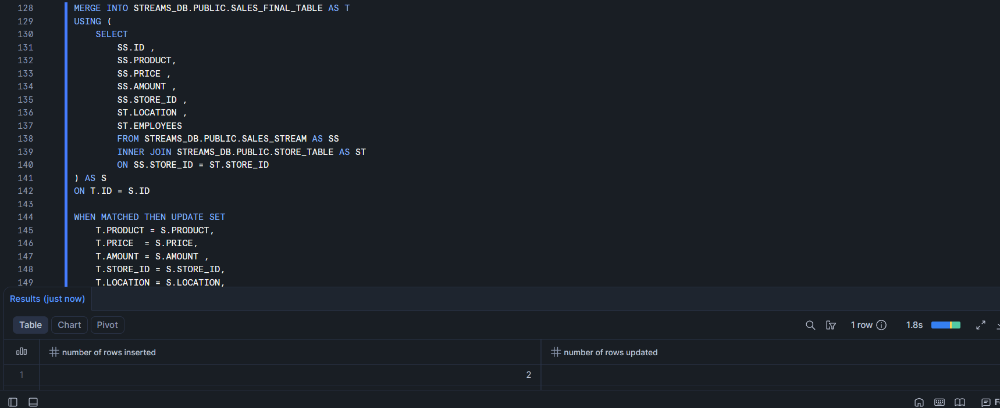 128 MERGE INTO STREAMS_DB.PUBLIC.SALES_FINAL_TABLE AS T
129 USING (
130 SELECT
131 SS.ID ,
132 SS.PRODUCT,
133 SS.PRICE ,
134 SS.AMOUNT ,
135 SS.STORE_ID ,
136 ST.LOCATION ,
137 ST.EMPLOYEES
138 FROM STREAMS_DB.PUBLIC.SALES_STREAM AS SS
139 INNER JOIN STREAMS_DB.PUBLIC.STORE_TABLE AS ST
140 ON SS.STORE_ID = ST.STORE_ID
141 ) AS S
142 ON T.ID = S.ID
143
144 WHEN MATCHED THEN UPDATE SET
145 T.PRODUCT = S.PRODUCT,
146 T.PRICE  = S.PRICE,
147 T.AMOUNT = S.AMOUNT ,
148 T.STORE_ID = S.STORE_ID,
149 T.LOCATION = S.LOCATION,
Results (just now)
Table Chart Pivot 1 row 1.8s
number of rows inserted number of rows updated
1 2